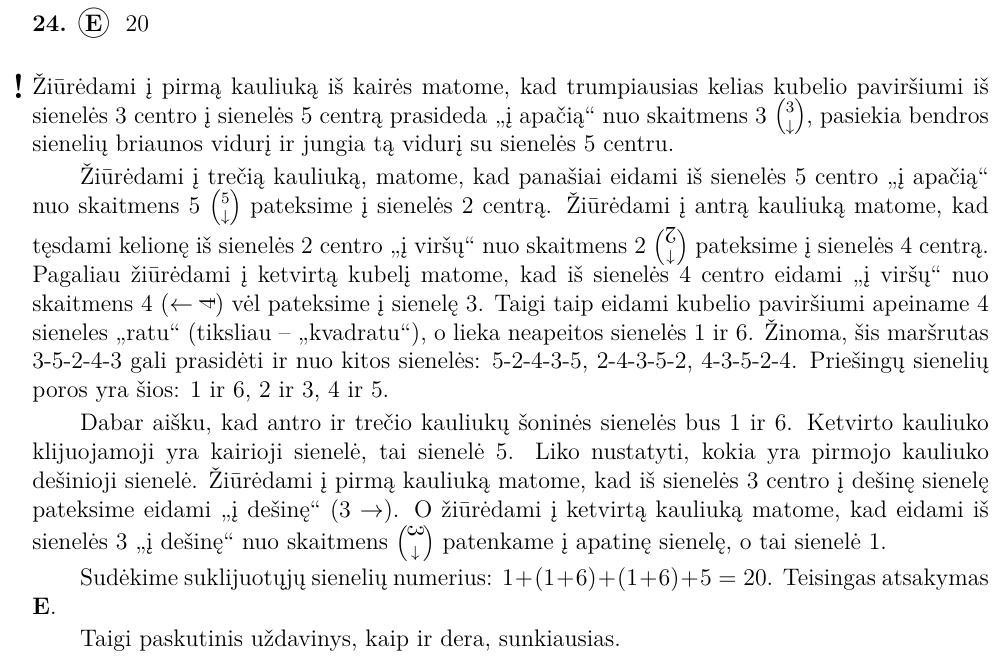 24. Ⓔ 20
! Žiūrėdami į pirmą kauliuką iš kairės matome, kad trumpiausias kelias kubelio paviršiumi iš
sienelės 3 centro į sienelės 5 centrą prasideda „į apačią“ nuo skaitmens 3 (3 ↓), pasiekia bendros
sienelių briaunos vidurį ir jungia tą vidurį su sienelės 5 centru.
Žiūrėdami į trečią kauliuką, matome, kad panašiai eidami iš sienelės 5 centro „į apačią“
nuo skaitmens 5 (5 ↓) pateksime į sienelės 2 centrą. Žiūrėdami į antrą kauliuką matome, kad
tęsdami kelionę iš sienelės 2 centro „į viršų“ nuo skaitmens 2 (2 ↓) pateksime į sienelės 4 centrą.
Pagaliau žiūrėdami į ketvirtą kubelį matome, kad iš sienelės 4 centro eidami „į viršų“ nuo
skaitmens 4 (← 4) vėl pateksime į sienelę 3. Taigi taip eidami kubelio paviršiumi apeiname 4
sieneles „ratu“ (tiksliau – „kvadratu“), o lieka neapeitos sienelės 1 ir 6. Žinoma, šis maršrutas
3-5-2-4-3 gali prasidėti ir nuo kitos sienelės: 5-2-4-3-5, 2-4-3-5-2, 4-3-5-2-4. Priešingų sienelių
poros yra šios: 1 ir 6, 2 ir 3, 4 ir 5.
Dabar aišku, kad antro ir trečio kauliukų šoninės sienelės bus 1 ir 6. Ketvirto kauliuko
klijuojamoji yra kairioji sienelė, tai sienelė 5. Liko nustatyti, kokia yra pirmojo kauliuko
dešinioji sienelė. Žiūrėdami į pirmą kauliuką matome, kad iš sienelės 3 centro į dešinę sienelę
pateksime eidami „į dešinę“ (3 →). O žiūrėdami į ketvirtą kauliuką matome, kad eidami iš
sienelės 3 „į dešinę“ nuo skaitmens (3 ↓) patenkame į apatinę sienelę, o tai sienelė 1.
Sudėkime suklijuotųjų sienelių numerius: 1+(1+6)+(1+6)+5 = 20. Teisingas atsakymas
E.
Taigi paskutinis uždavinys, kaip ir dera, sunkiausias.